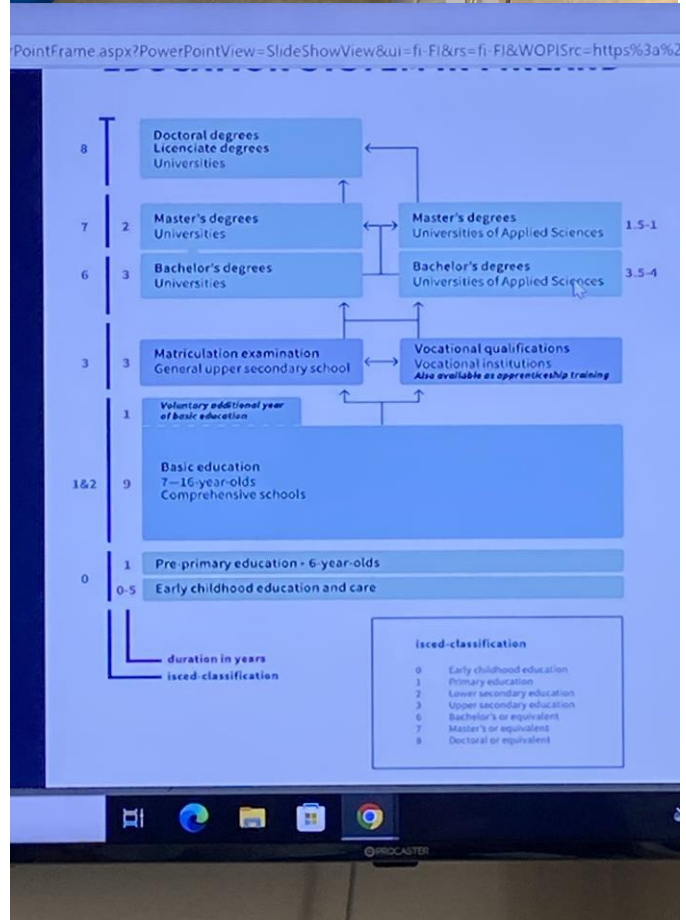 PointFrame.aspx?PowerPointView=SlideShowView&ui=fi-FI&rs=fi-FI&WOPISrc=https%3a%2
EDUCATION SYSTEM IN FINLAND
8
Doctoral degrees
Licenciate degrees
Universities
7
2
Master's degrees
Universities
Master's degrees
Universities of Applied Sciences
1.5-1
6
3
Bachelor's degrees
Universities
Bachelor's degrees
Universities of Applied Sciences
3.5-4
3
3
Matriculation examination
General upper secondary school
Vocational qualifications
Vocational institutions
Also available as apprenticeship training
1
Voluntary additional year
of basic education
1&2
9
Basic education
7–16-year-olds
Comprehensive schools
0
1
Pre-primary education - 6-year-olds
0-5
Early childhood education and care
duration in years
isced-classification
isced-classification
0 Early childhood education
1 Primary education
2 Lower secondary education
3 Upper secondary education
6 Bachelor's or equivalent
7 Master's or equivalent
8 Doctoral or equivalent
PROCASTER